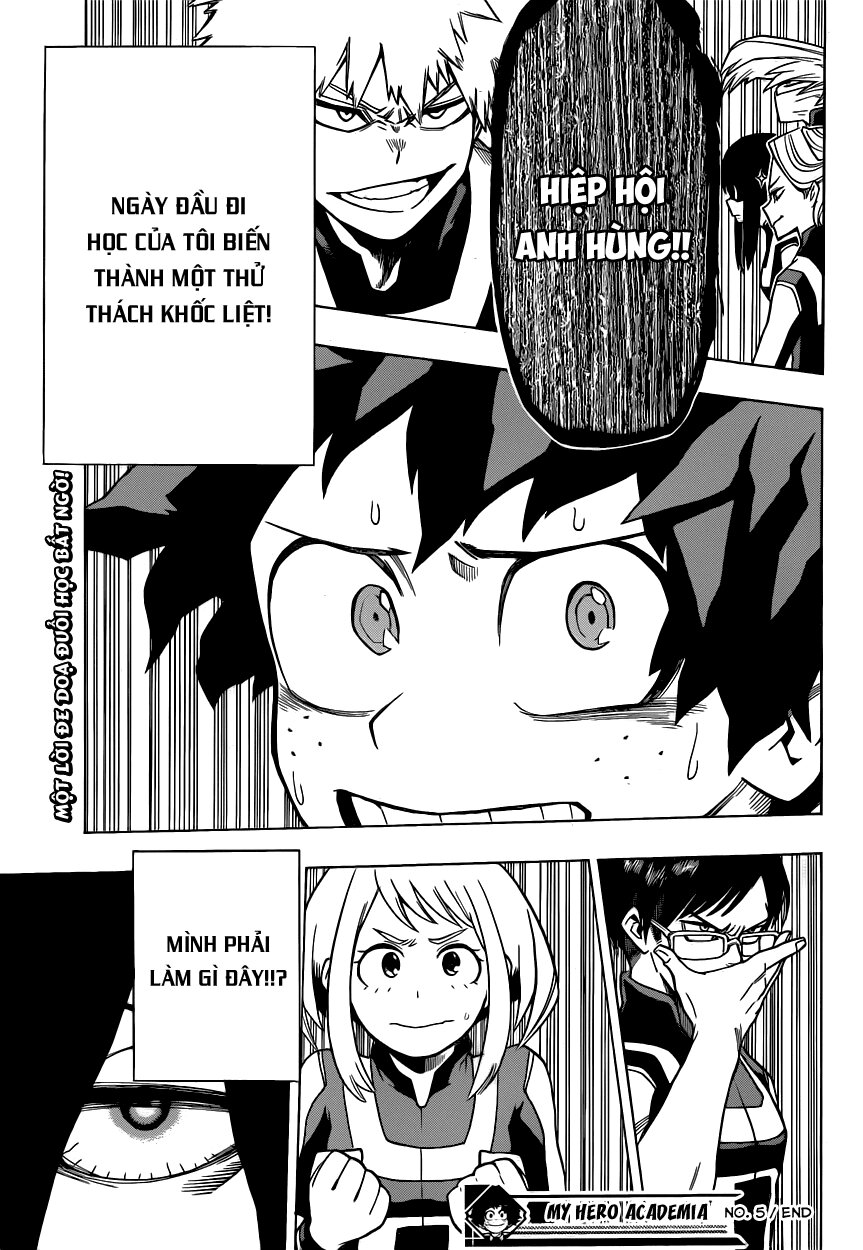 HIỆP HỘI
ANH HÙNG!!
NGÀY ĐẦU ĐI
HỌC CỦA TÔI BIẾN
THÀNH MỘT THỬ
THÁCH KHỐC LIỆT!
MỘT LỜI ĐE DOẠ ĐUỔI HỌC BẤT NGỜ!
MÌNH PHẢI
LÀM GÌ ĐÂY!!?
MY HERO ACADEMIA NO. 5 / END